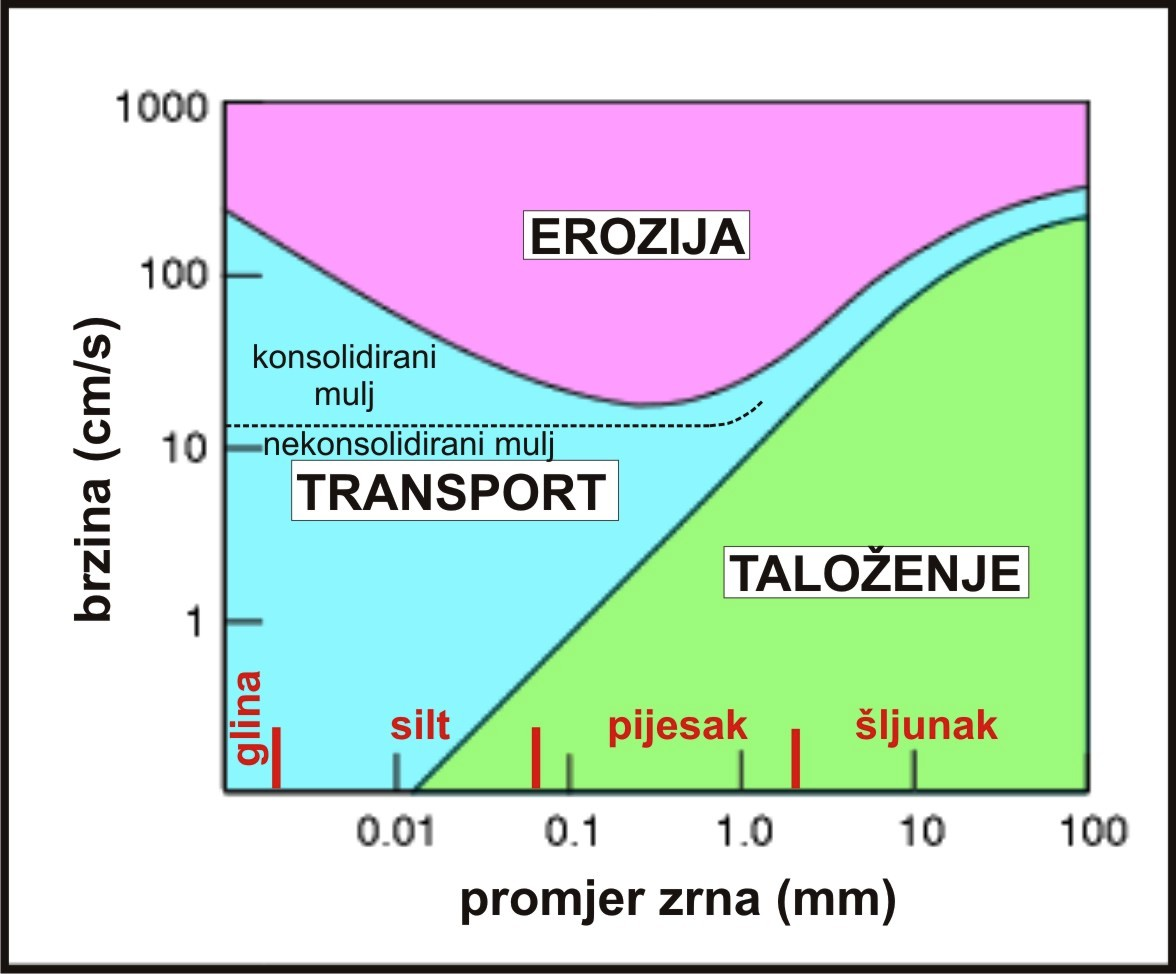 1000
100
10
1
brzina (cm/s)
EROZIJA
konsolidirani
mulj
nekonsolidirani mulj
TRANSPORT
TALOŽENJE
glina
silt
pijesak
šljunak
0.01
0.1
1.0
10
100
promjer zrna (mm)